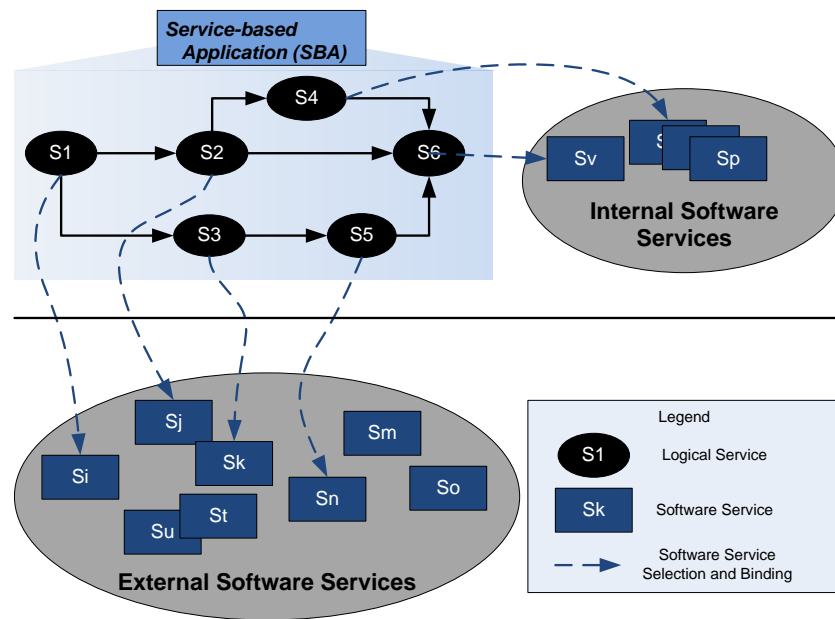 Service-based
Application (SBA)
S4
S1
S2
S6
S3
S5
Sv
S
Sp
Internal Software
Services
Sj
Sm
Si
Sk
Sn
So
St
Su
External Software Services
Legend
S1
Logical Service
Sk
Software Service
Software Service
Selection and Binding